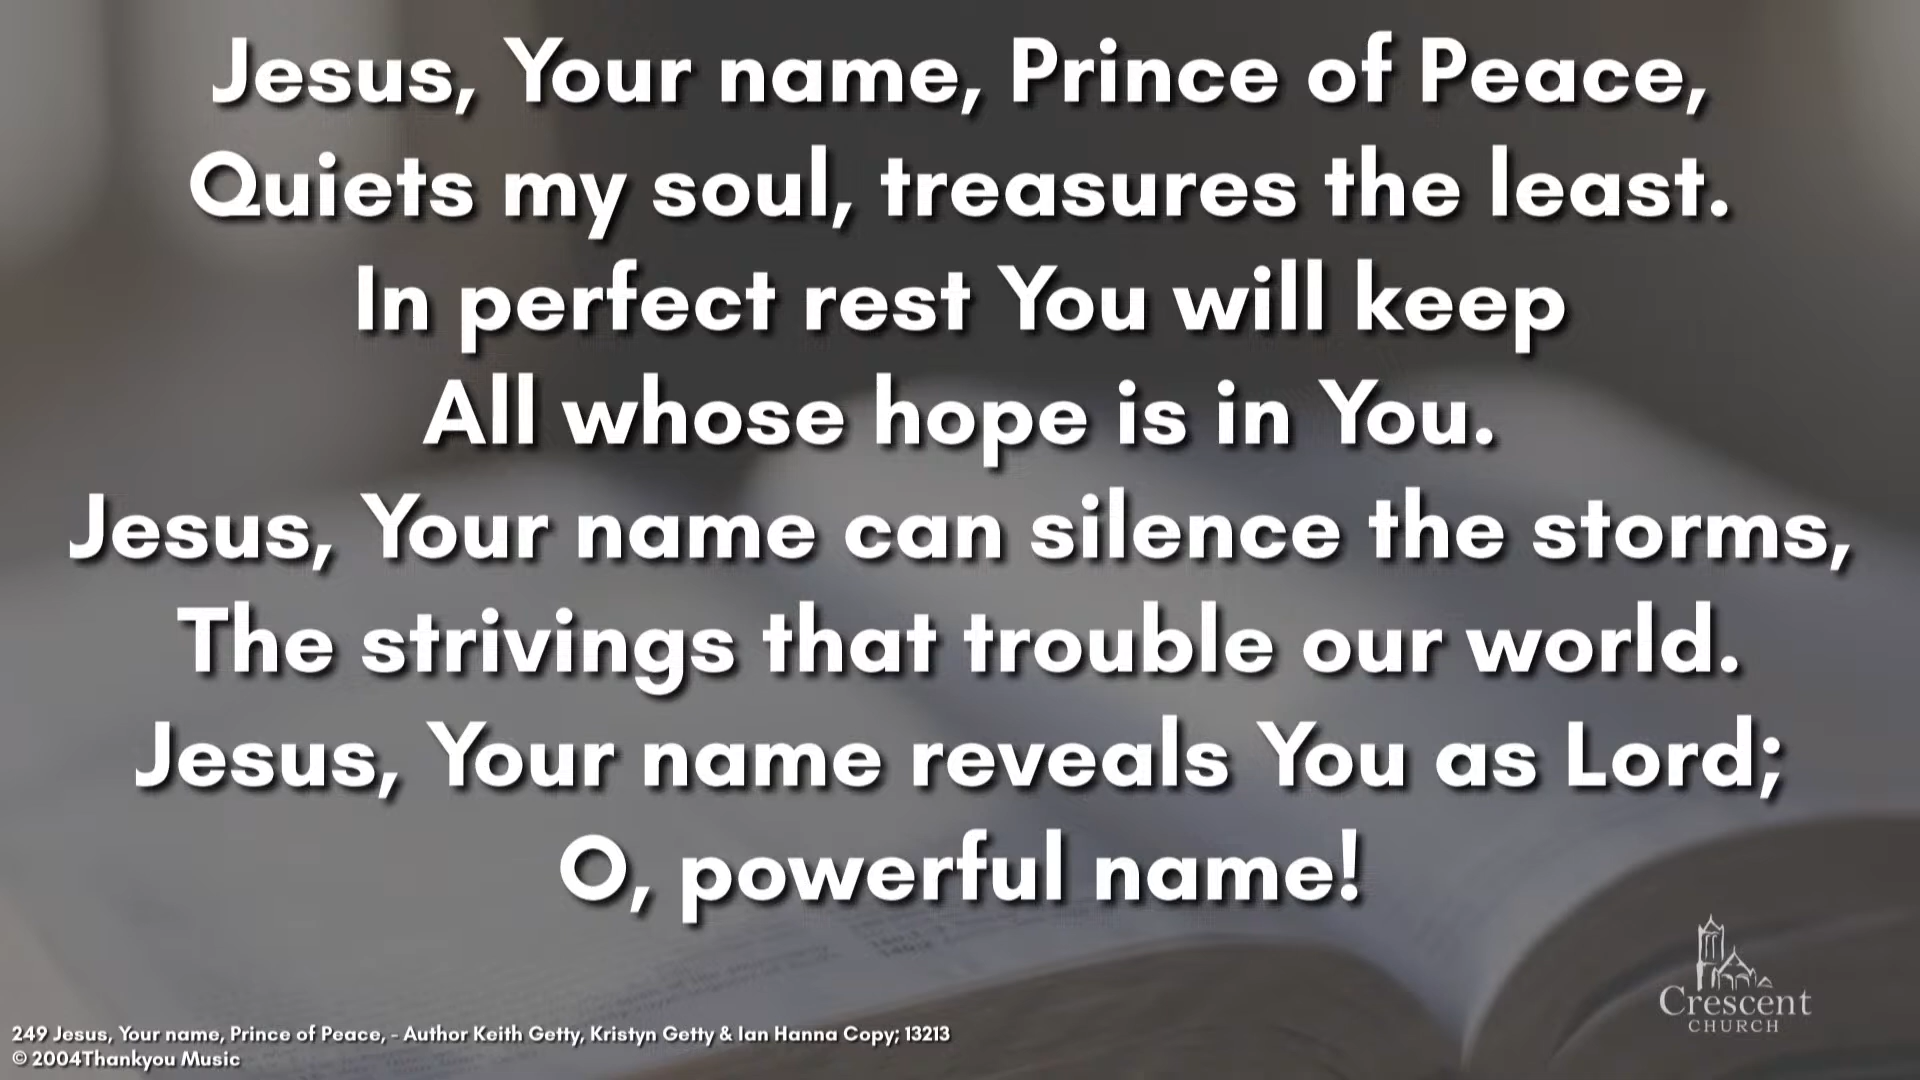 Jesus, Your name, Prince of Peace,
Quiets my soul, treasures the least.
In perfect rest You will keep
All whose hope is in You.
Jesus, Your name can silence the storms,
The strivings that trouble our world.
Jesus, Your name reveals You as Lord;
O, powerful name!
Crescent
CHURCH
249 Jesus, Your name, Prince of Peace, - Author Keith Getty, Kristyn Getty & Ian Hanna Copy; 13213
© 2004Thankyou Music